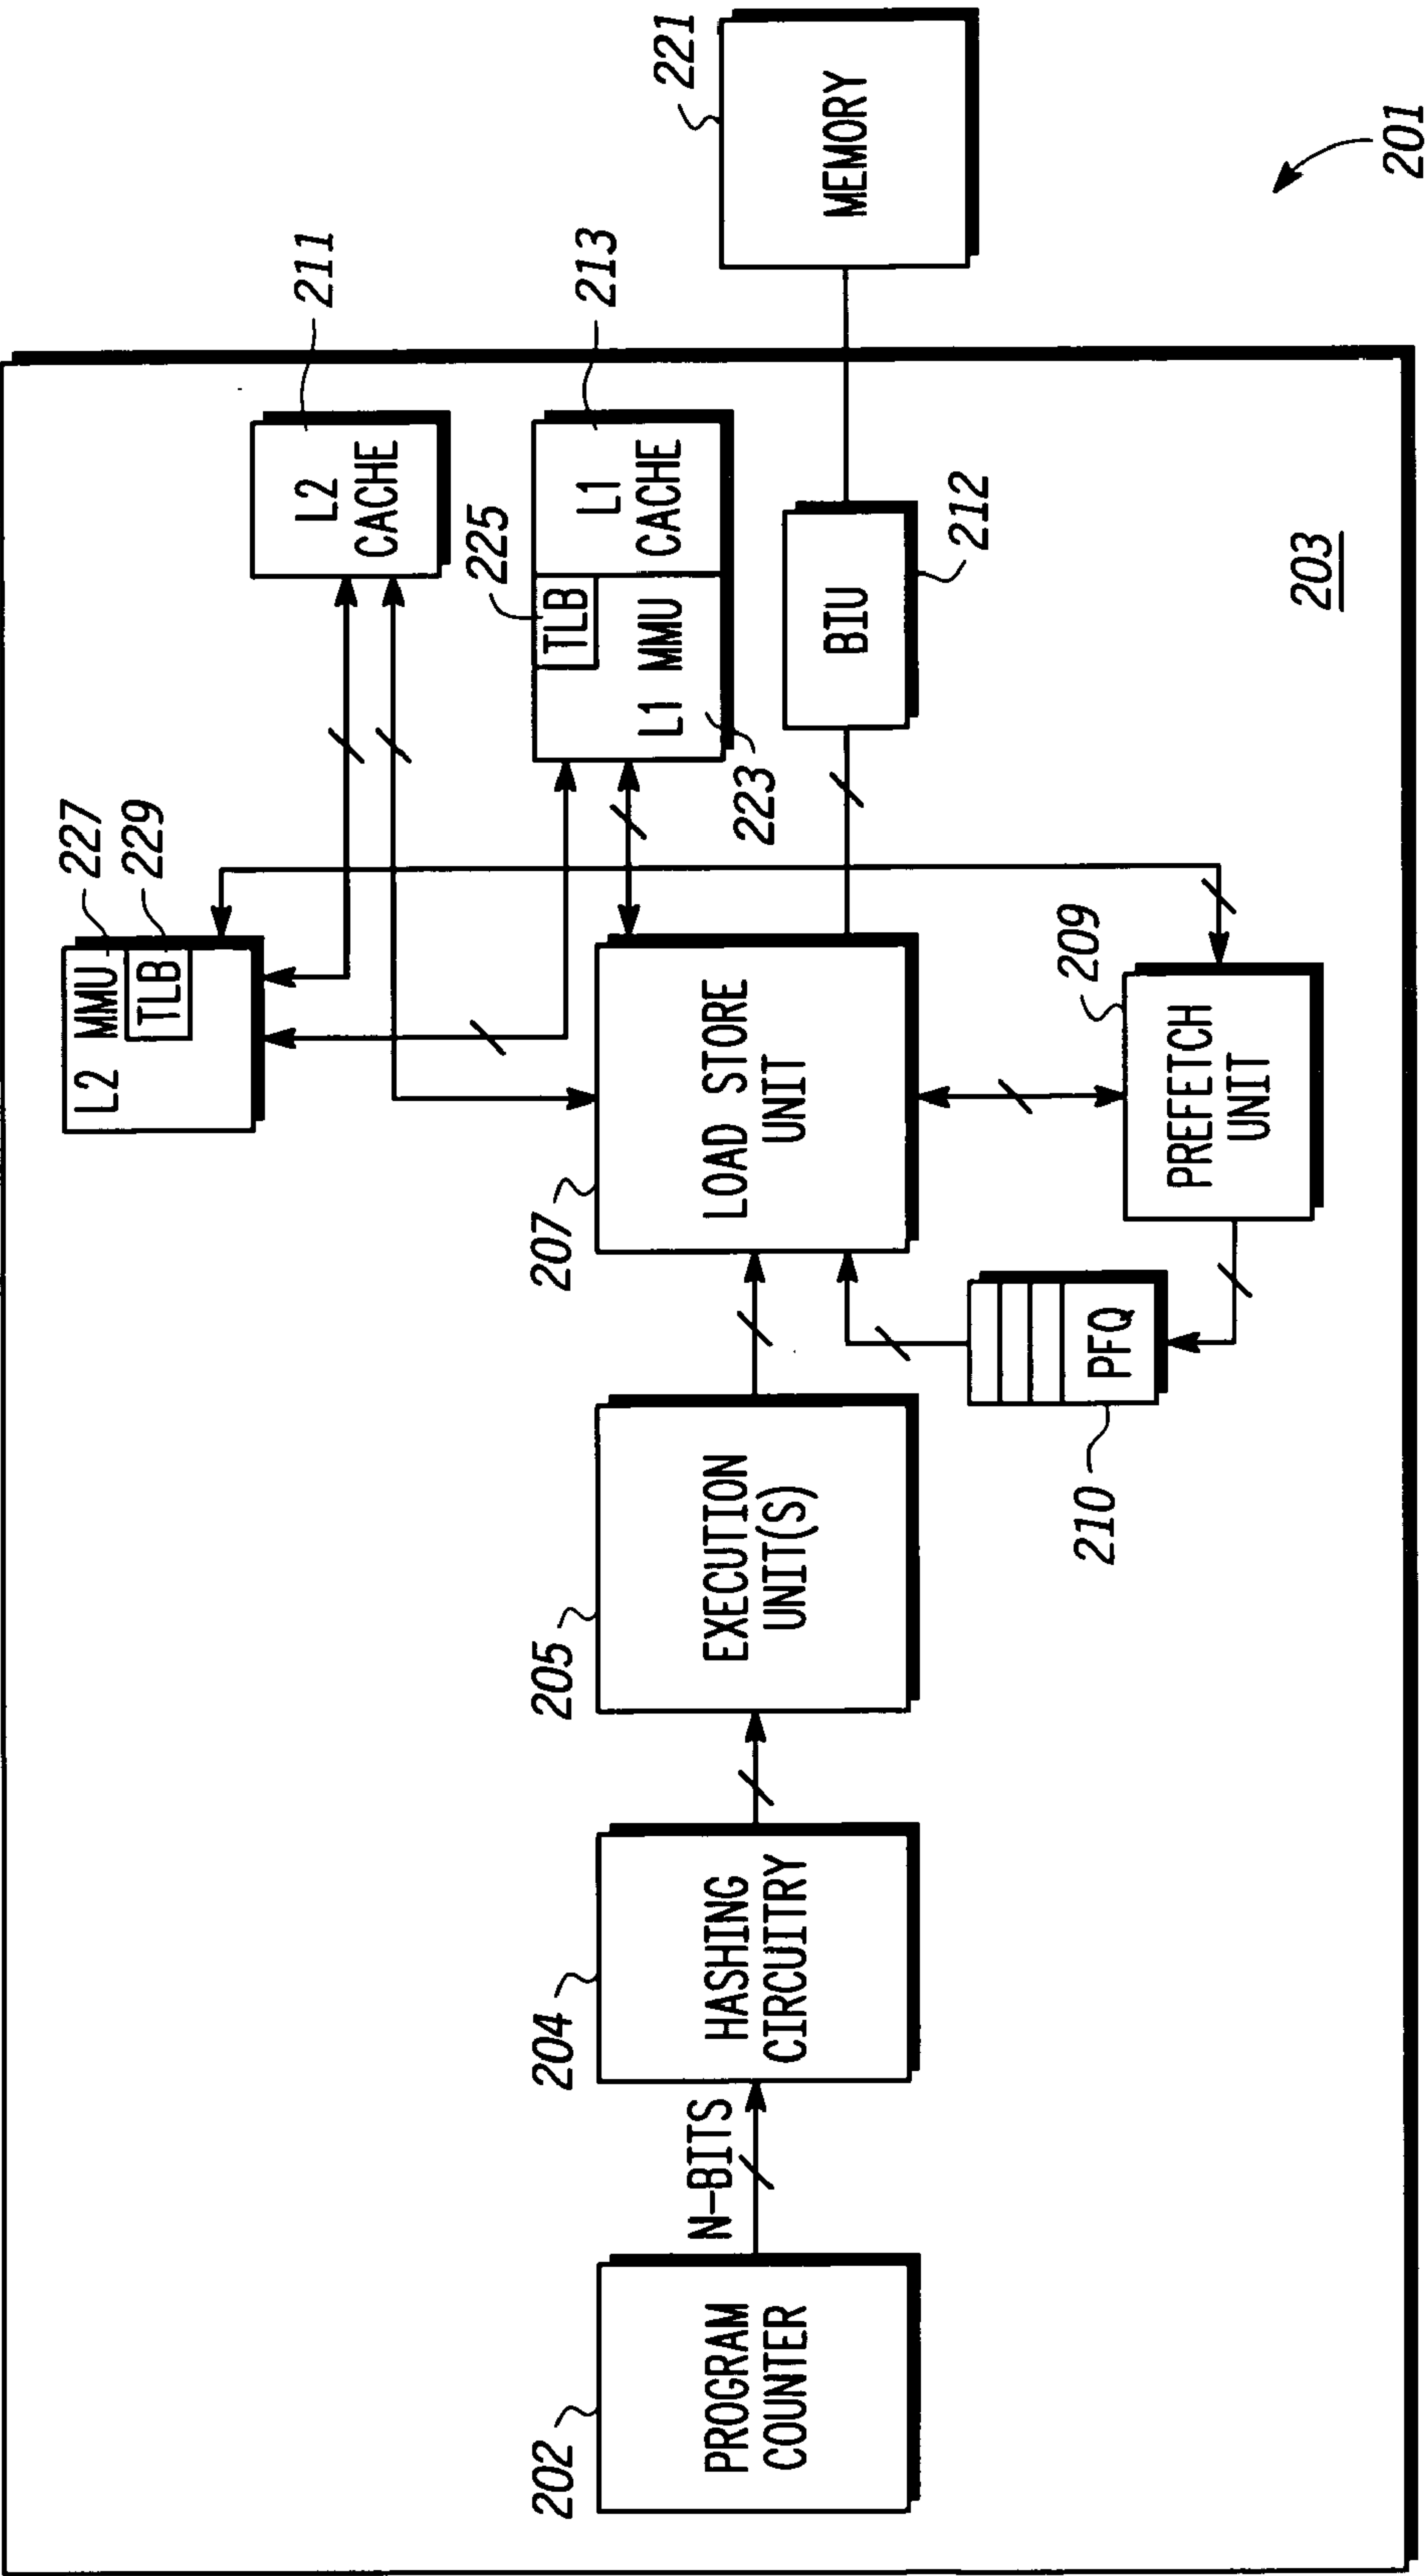 227
L2 MMU
229
TLB
L2
CACHE
211
225
TLB
L1 MMU
L1
CACHE
213
223
207
LOAD STORE
UNIT
BIU
212
MEMORY
221
202
PROGRAM
COUNTER
N-BITS
204
HASHING
CIRCUITRY
205
EXECUTION
UNIT(S)
210
PFQ
209
PREFETCH
UNIT
203
201